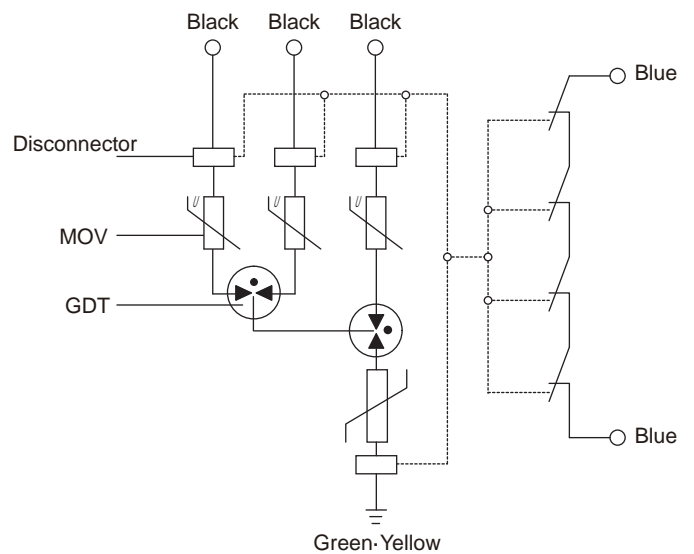 Black Black Black
Blue
Disconnector
U U U
MOV
GDT
Blue
Green·Yellow